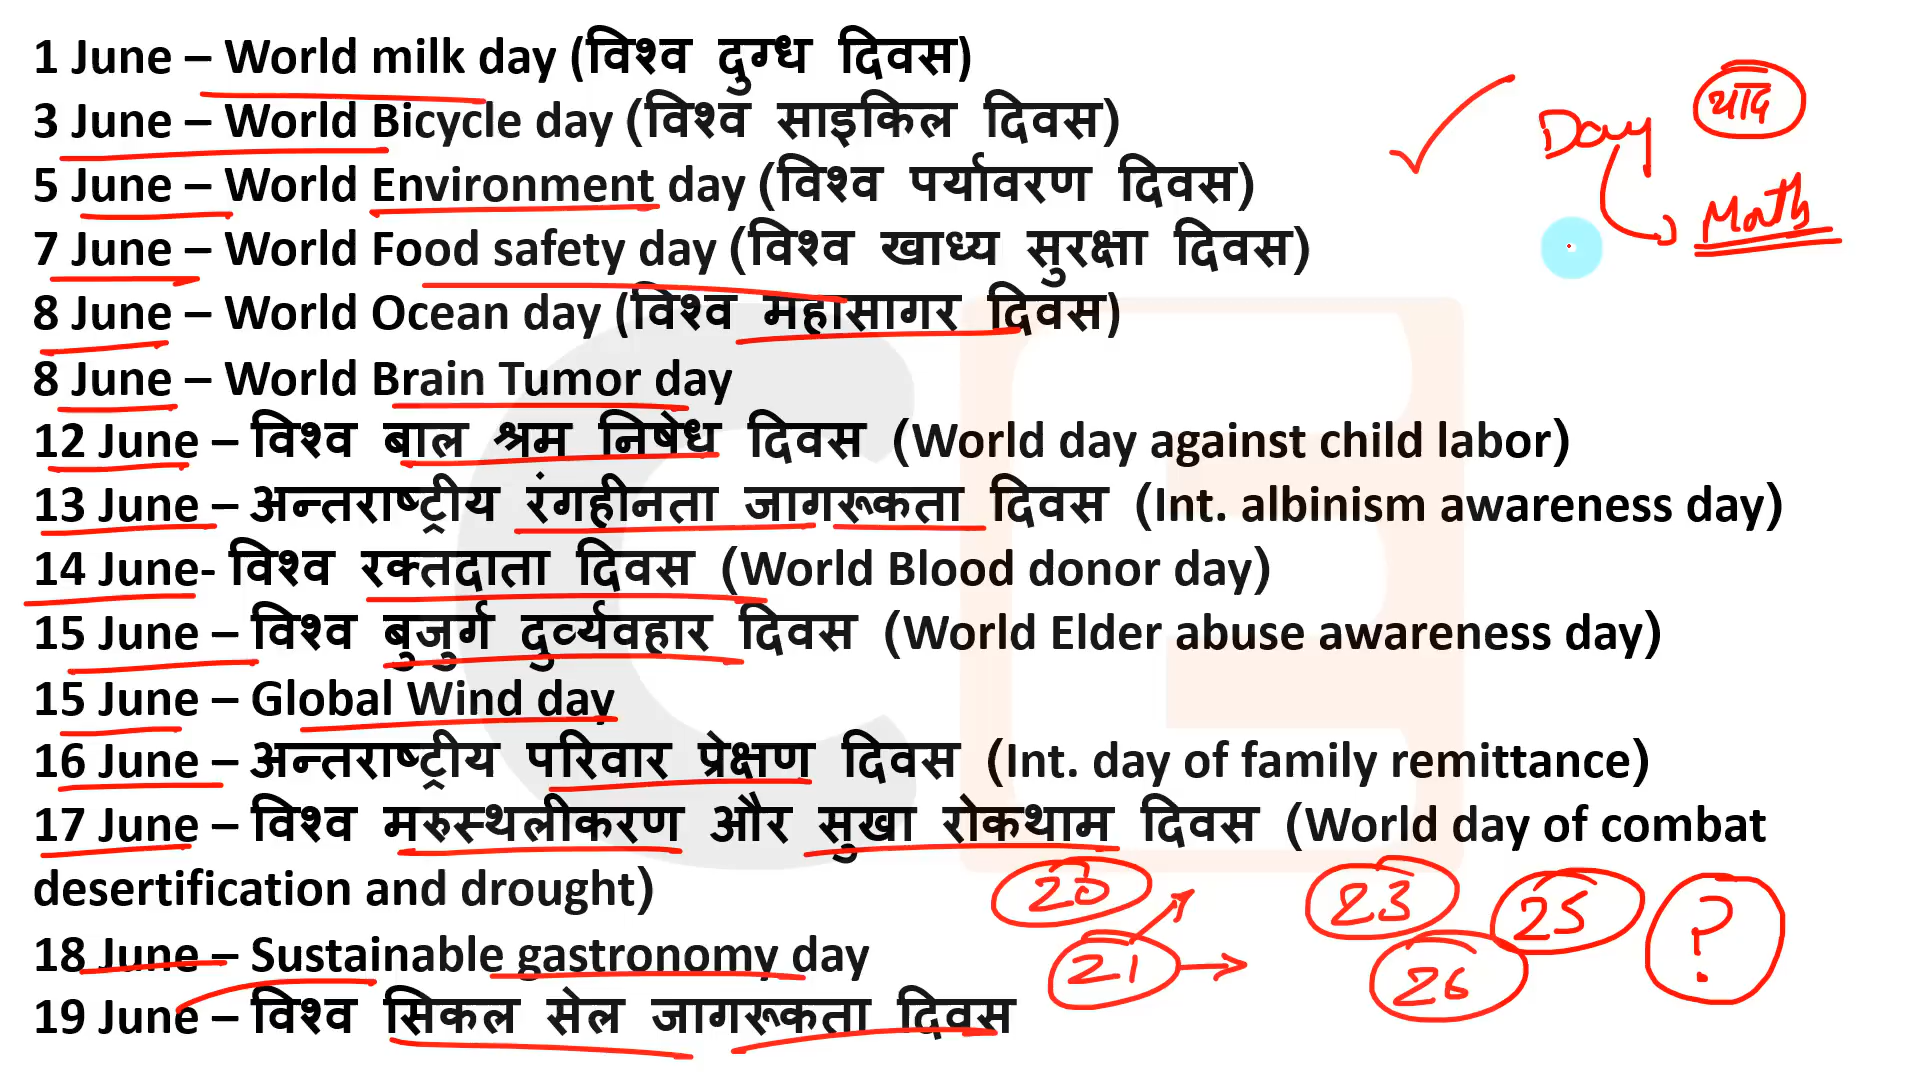 1 June – World milk day (विश्व दुग्ध दिवस)
3 June – World Bicycle day (विश्व साइकिल दिवस)
5 June – World Environment day (विश्व पर्यावरण दिवस)
7 June – World Food safety day (विश्व खाध्य सुरक्षा दिवस)
8 June – World Ocean day (विश्व महासागर दिवस)
8 June – World Brain Tumor day
12 June – विश्व बाल श्रम निषेध दिवस (World day against child labor)
13 June – अन्तराष्ट्रीय रंगहीनता जागरूकता दिवस (Int. albinism awareness day)
14 June- विश्व रक्तदाता दिवस (World Blood donor day)
15 June – विश्व बुजुर्ग दुर्व्यवहार दिवस (World Elder abuse awareness day)
15 June – Global Wind day
16 June – अन्तराष्ट्रीय परिवार प्रेक्षण दिवस (Int. day of family remittance)
17 June – विश्व मरुस्थलीकरण और सुखा रोकथाम दिवस (World day of combat
desertification and drought)
18 June – Sustainable gastronomy day
19 June – विश्व सिकल सेल जागरूकता दिवस
Day याद
Math
20 23 25 ?
21 26